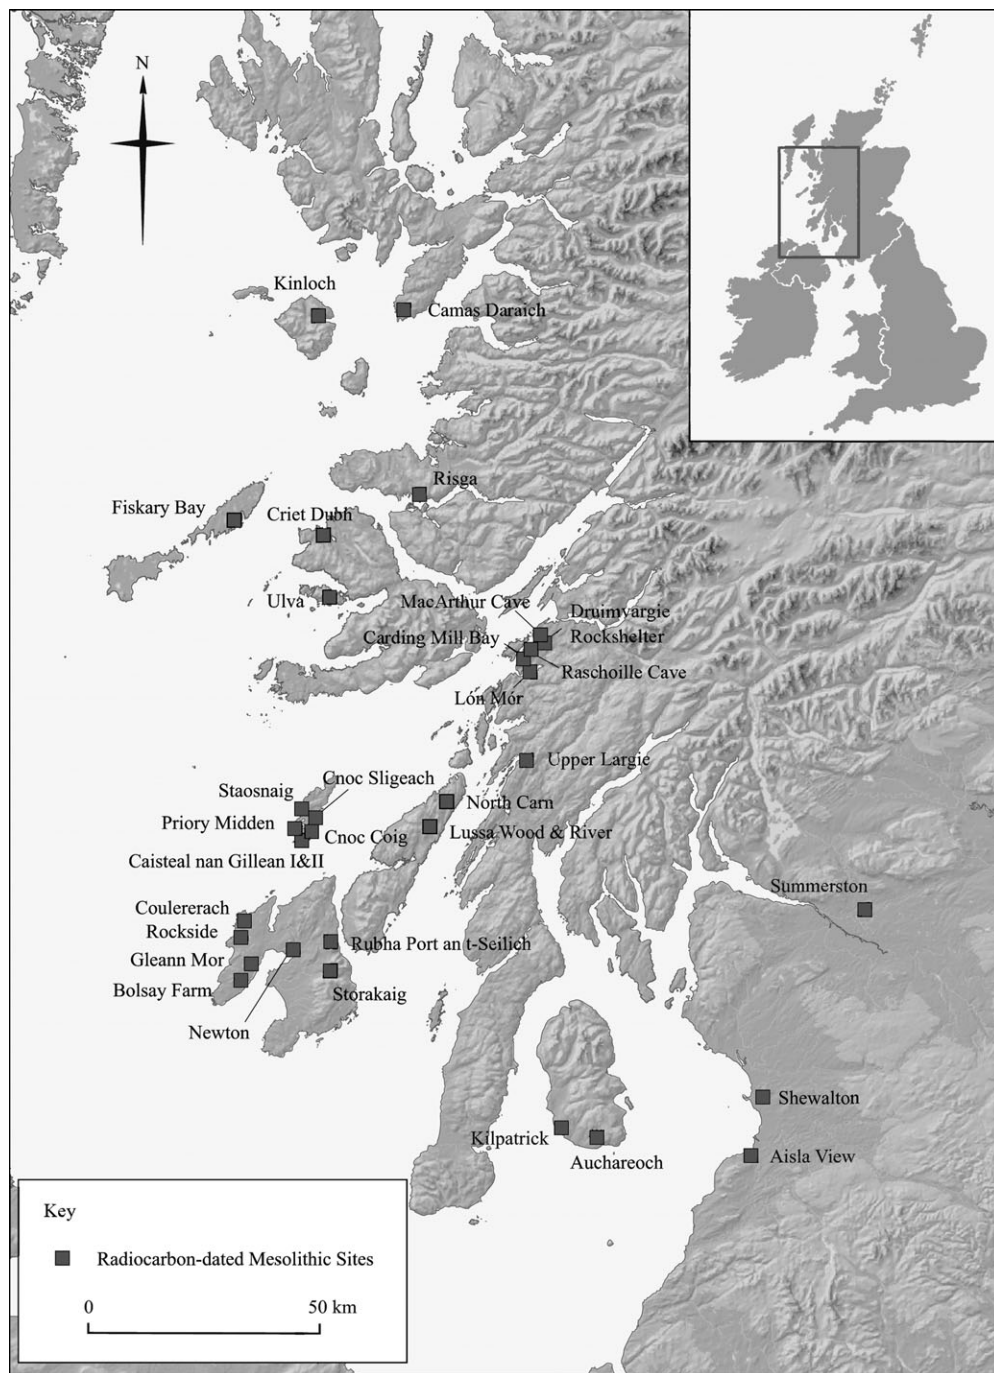 N
Kinloch
Camas Daraich
Risga
Fiskary Bay
Criet Dubh
Ulva
MacArthur Cave
Druimvargie
Rockshelter
Carding Mill Bay
Raschoille Cave
Lón Mór
Upper Largie
Cnoc Sligeach
Staosnaig
North Carn
Priory Midden
Cnoc Coig
Lussa Wood & River
Caisteal nan Gillean I&II
Summerston
Coulererach
Rockside
Rubha Port an t-Seilich
Gleann Mor
Bolsay Farm
Storakaig
Newton
Shewalton
Kilpatrick
Auchareoch
Aisla View
Key
Radiocarbon-dated Mesolithic Sites
0
50 km